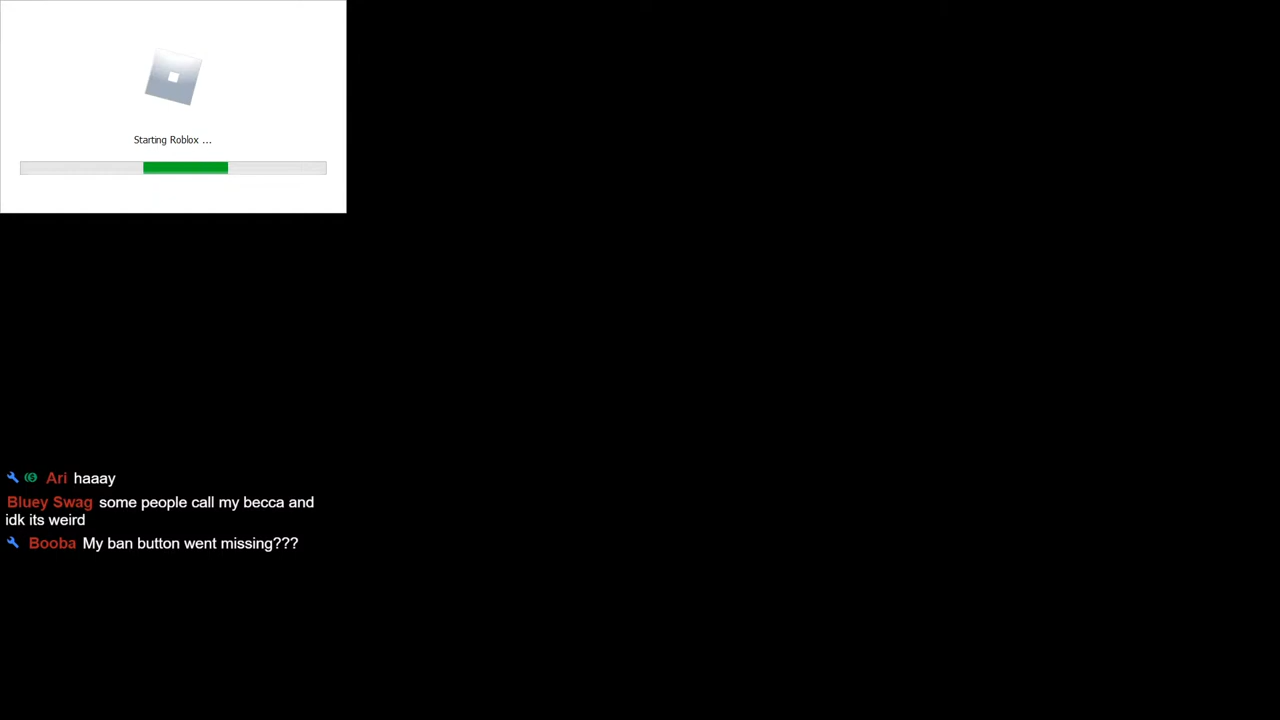 Starting Roblox ...
Ari haaay
Bluey Swag some people call my becca and
idk its weird
Booba My ban button went missing???